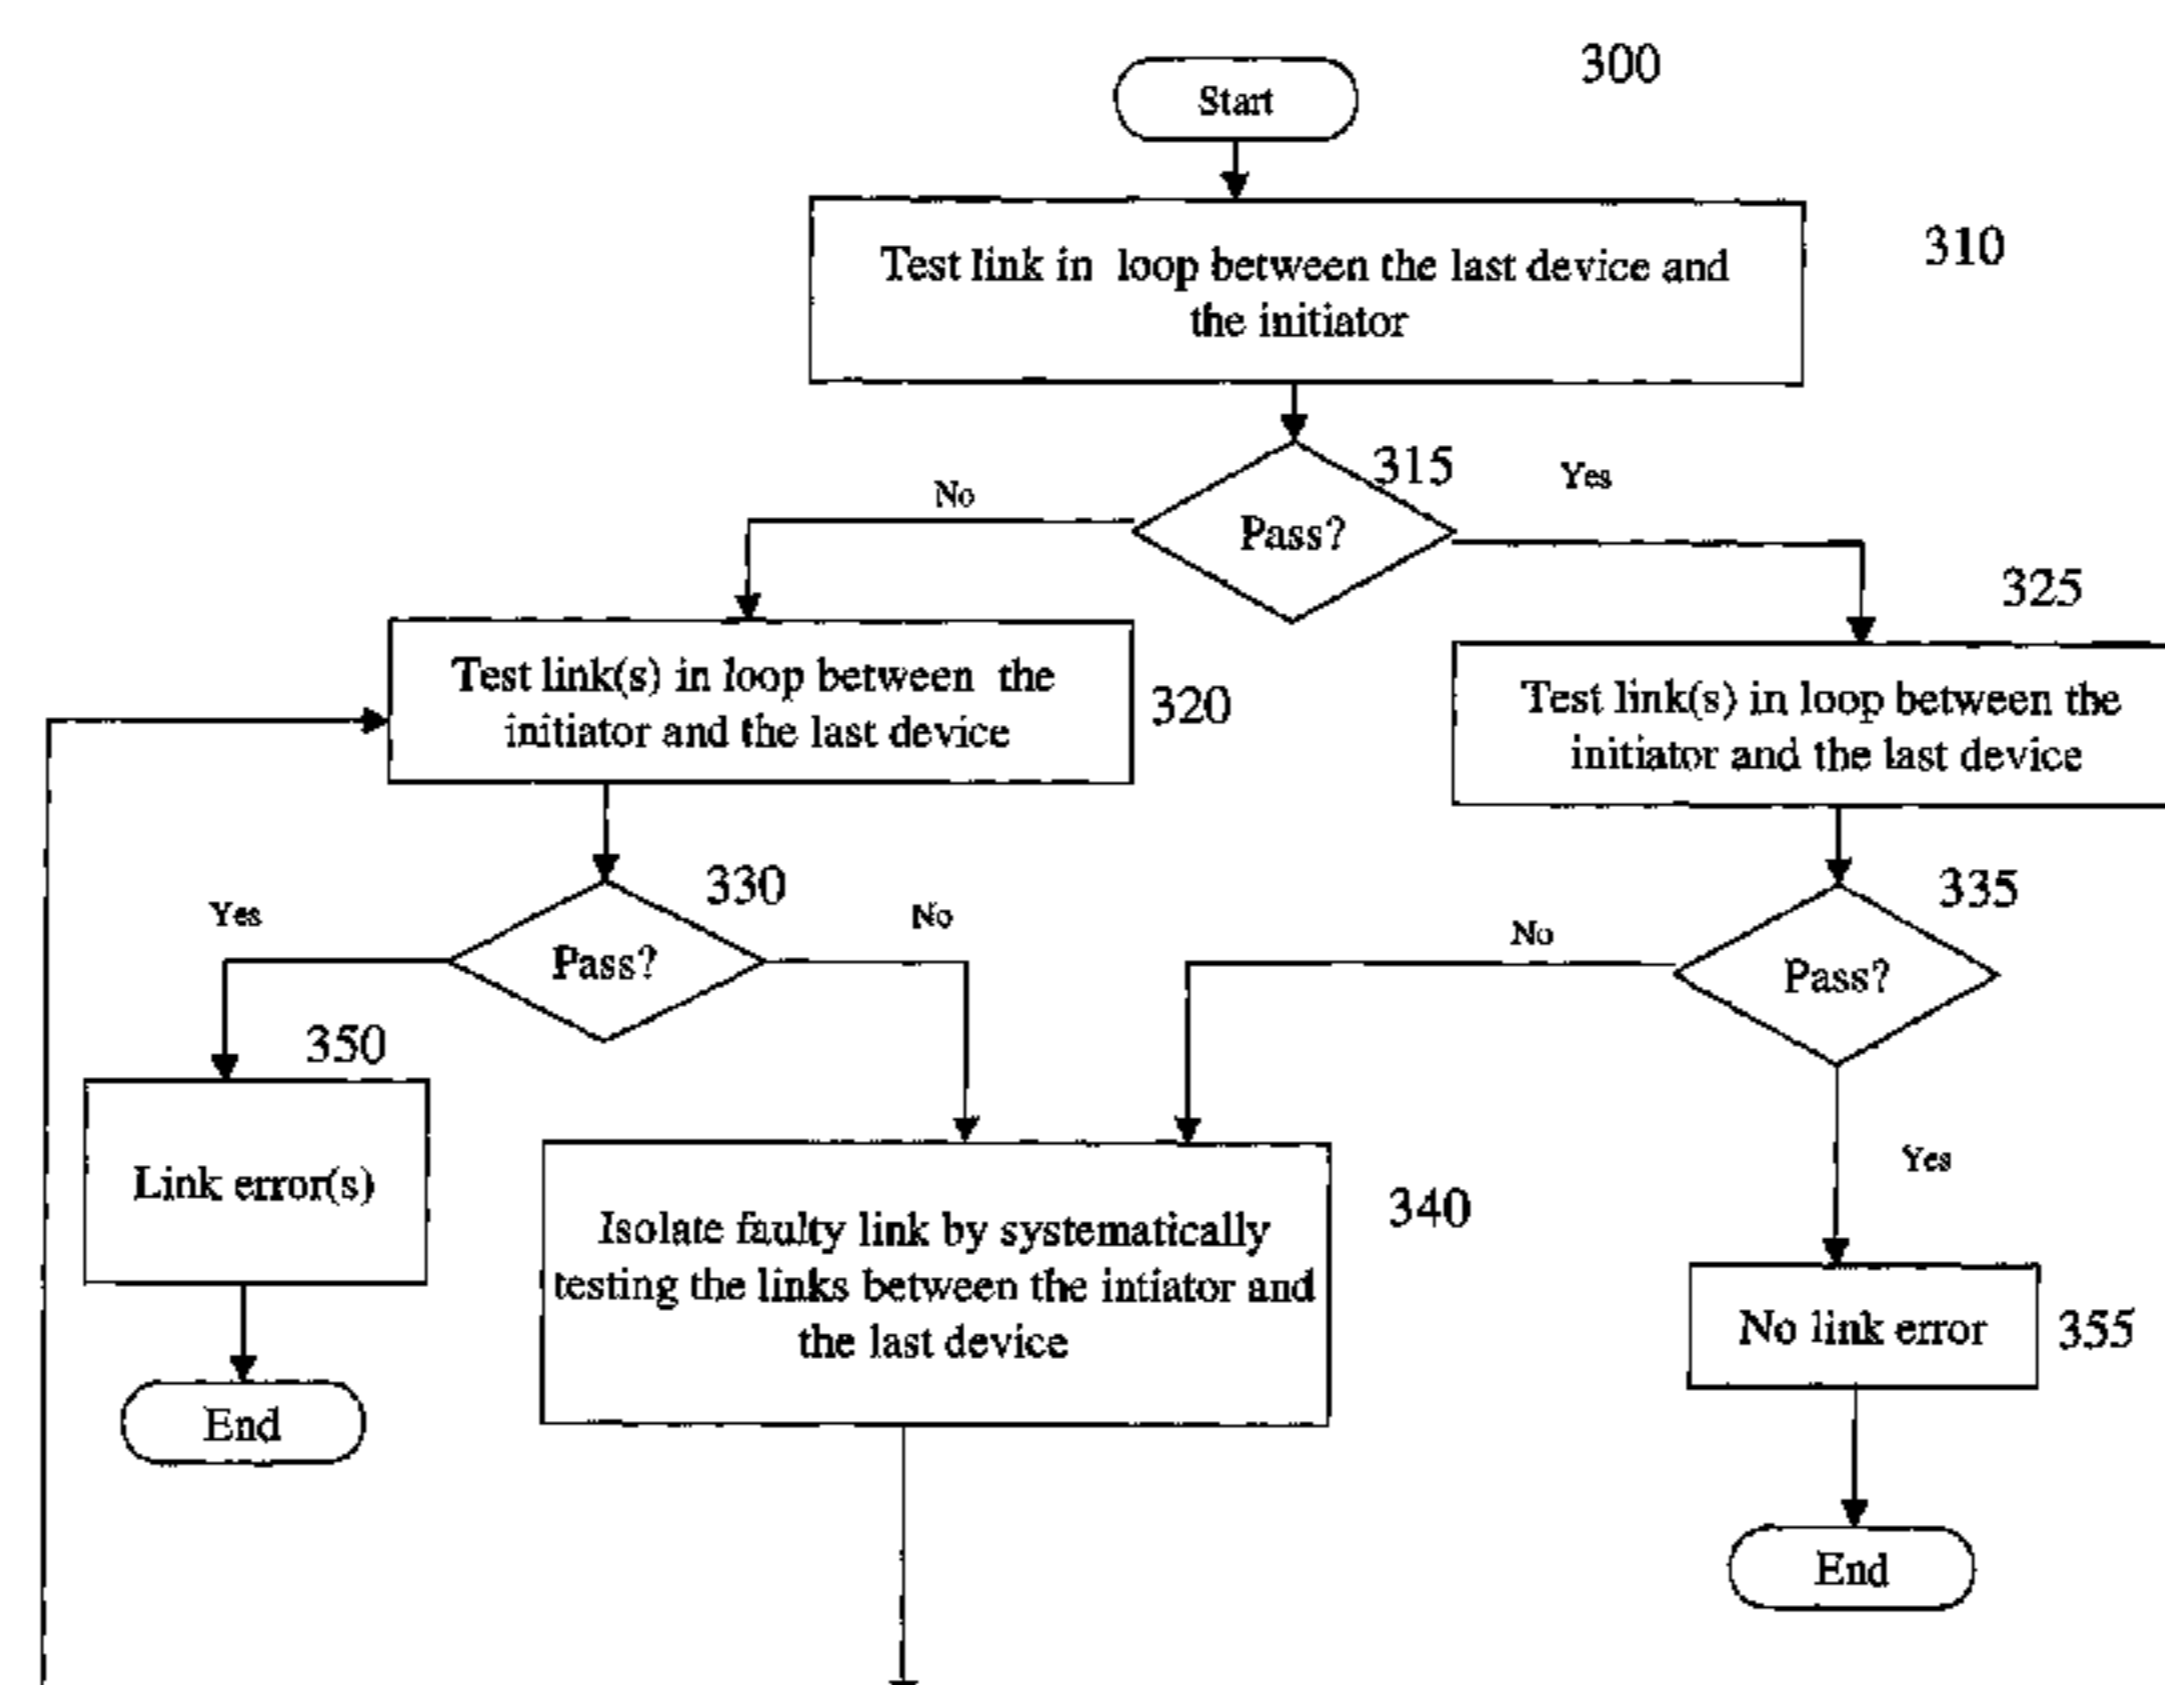 300
Start
Test link in loop between the last device and
the initiator
310
315
Pass?
No
Yes
325
Test link(s) in loop between the
initiator and the last device
320
Test link(s) in loop between the
initiator and the last device
330
Pass?
Yes
No
335
Pass?
No
Yes
350
Link error(s)
End
340
Isolate faulty link by systematically
testing the links between the intiator and
the last device
No link error
355
End